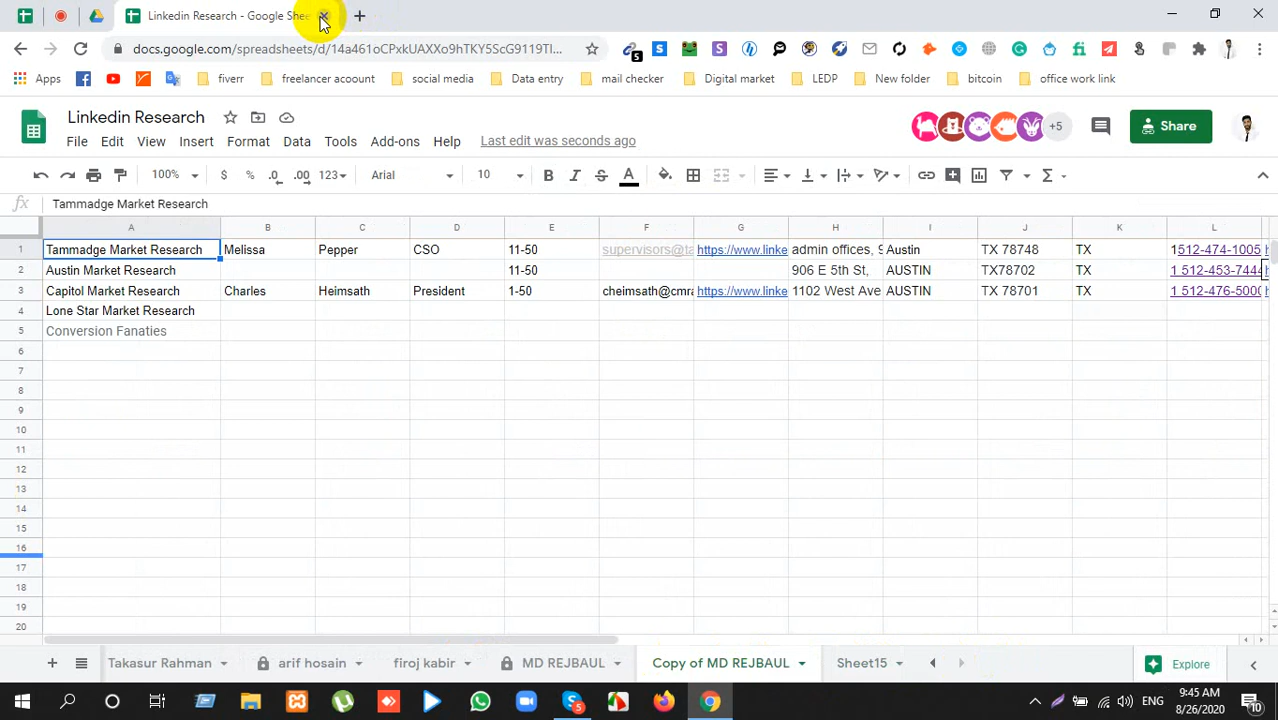 Linkedin Research - Google Shee
docs.google.com/spreadsheets/d/14a461oCPxkUAXXo9hTKY5ScG9119Tl...
Apps fiverr freelancer acoount social media Data entry mail checker Digital market LEDP New folder bitcoin office work link
Linkedin Research
+5 Share
File Edit View Insert Format Data Tools Add-ons Help Last edit was seconds ago
100% $ % .0 .00 123 Arial 10 B I S A
fx Tammadge Market Research
A B C D E F G H I J K L
1 Tammadge Market Research Melissa Pepper CSO 11-50 supervisors@ta https://www.linke admin offices, 9 Austin TX 78748 TX 1512-474-1005
2 Austin Market Research 11-50 906 E 5th St, AUSTIN TX78702 TX 1 512-453-7444
3 Capitol Market Research Charles Heimsath President 1-50 cheimsath@cmra https://www.linke 1102 West Ave AUSTIN TX 78701 TX 1 512-476-5000
4 Lone Star Market Research
5 Conversion Fanaties
6
7
8
9
10
11
12
13
14
15
16
17
18
19
20
Takasur Rahman arif hosain firoj kabir MD REJBAUL Copy of MD REJBAUL Sheet15 Explore
ENG 9:45 AM
8/26/2020 10